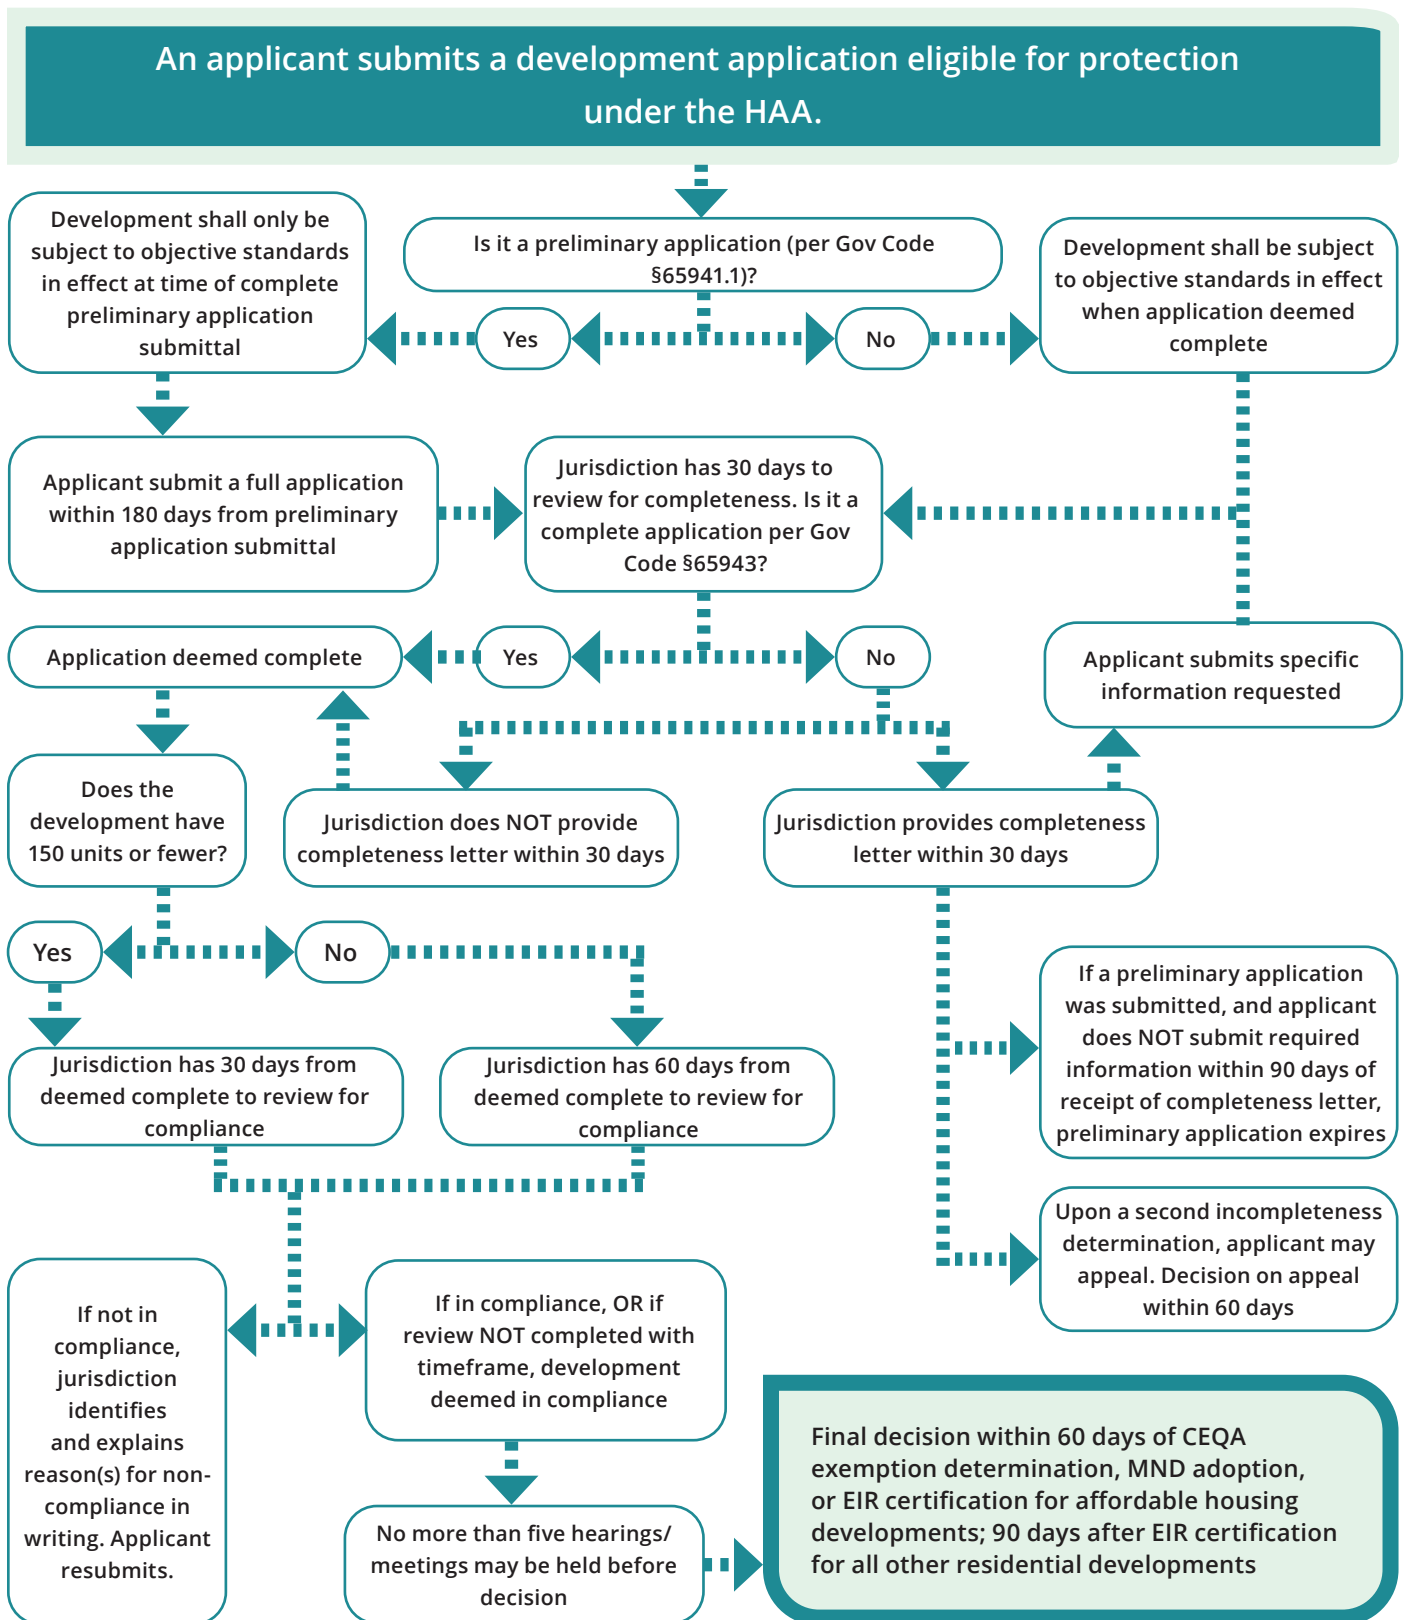 An applicant submits a development application eligible for protection
under the HAA.
Development shall only be
subject to objective standards
in effect at time of complete
preliminary application
submittal
Is it a preliminary application (per Gov Code
§65941.1)?
Development shall be subject
to objective standards in effect
when application deemed
complete
Yes
No
Applicant submit a full application
within 180 days from preliminary
application submittal
Jurisdiction has 30 days to
review for completeness. Is it a
complete application per Gov
Code §65943?
Application deemed complete
Yes
No
Applicant submits specific
information requested
Does the
development have
150 units or fewer?
Jurisdiction does NOT provide
completeness letter within 30 days
Jurisdiction provides completeness
letter within 30 days
Yes
No
If a preliminary application
was submitted, and applicant
does NOT submit required
information within 90 days of
receipt of completeness letter,
preliminary application expires
Jurisdiction has 30 days from
deemed complete to review for
compliance
Jurisdiction has 60 days from
deemed complete to review for
compliance
Upon a second incompleteness
determination, applicant may
appeal. Decision on appeal
within 60 days
If not in
compliance,
jurisdiction
identifies
and explains
reason(s) for non-
compliance in
writing. Applicant
resubmits.
If in compliance, OR if
review NOT completed with
timeframe, development
deemed in compliance
No more than five hearings/
meetings may be held before
decision
Final decision within 60 days of CEQA
exemption determination, MND adoption,
or EIR certification for affordable housing
developments; 90 days after EIR certification
for all other residential developments